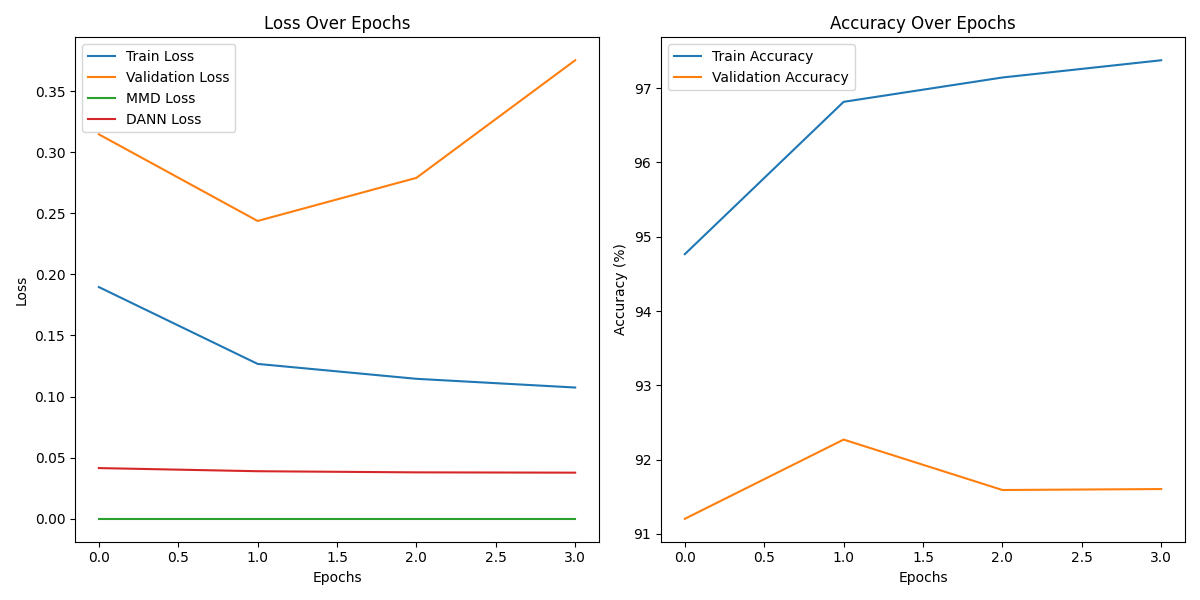 Loss Over Epochs
Train Loss
Validation Loss
MMD Loss
DANN Loss
0.35
0.30
0.25
0.20
0.15
0.10
0.05
0.00
Loss
0.0 0.5 1.0 1.5 2.0 2.5 3.0
Epochs
Accuracy Over Epochs
Train Accuracy
Validation Accuracy
97
96
95
94
93
92
91
Accuracy (%)
0.0 0.5 1.0 1.5 2.0 2.5 3.0
Epochs